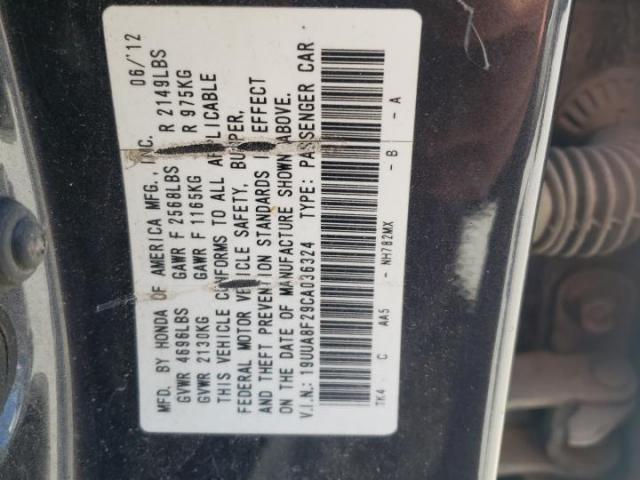 MFD. BY HONDA OF AMERICA MFG., INC. 06/12
GVWR 4696LBS GAWR F 2568LBS R 2149LBS
GVWR 2130KG GAWR F 1165KG R 975KG
THIS VEHICLE CONFORMS TO ALL APPLICABLE
FEDERAL MOTOR VEHICLE SAFETY, BUMPER,
AND THEFT PREVENTION STANDARDS IN EFFECT
ON THE DATE OF MANUFACTURE SHOWN ABOVE.
V.I.N.: 19UUA8F29CA036324 TYPE: PASSENGER CAR
TK4 C AA5 - NH782MX - B - A